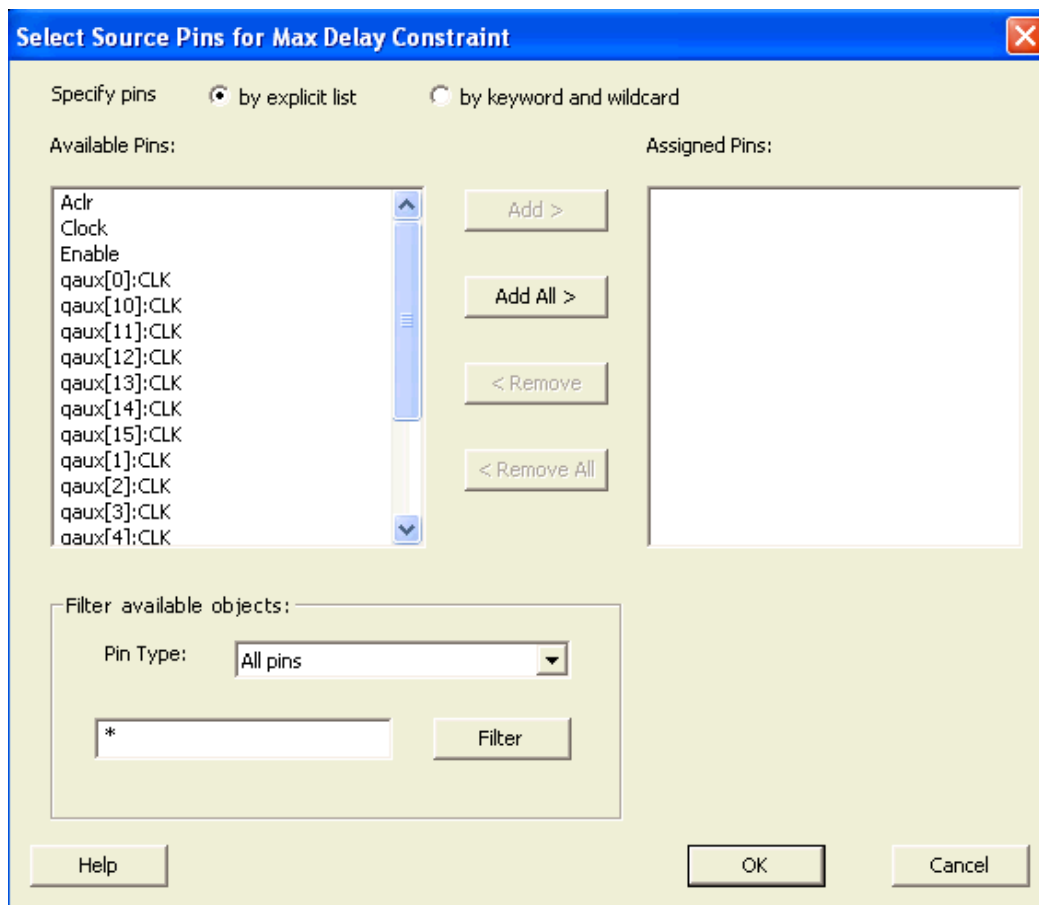 Select Source Pins for Max Delay Constraint
Specify pins by explicit list by keyword and wildcard
Available Pins: Assigned Pins:
Aclr
Clock
Enable
qaux[0]:CLK
qaux[10]:CLK
qaux[11]:CLK
qaux[12]:CLK
qaux[13]:CLK
qaux[14]:CLK
qaux[15]:CLK
qaux[1]:CLK
qaux[2]:CLK
qaux[3]:CLK
qaux[4]:CLK
Add >
Add All >
< Remove
< Remove All
Filter available objects:
Pin Type: All pins
* Filter
Help OK Cancel